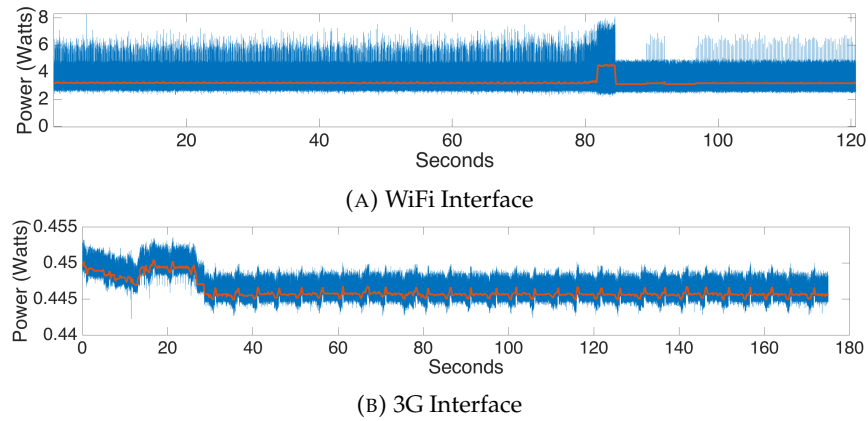 8
6
4
2
0
Power (Watts)
20 40 60 80 100 120
Seconds
(A) WiFi Interface
0.455
0.45
0.445
0.44
Power (Watts)
0 20 40 60 80 100 120 140 160 180
Seconds
(B) 3G Interface